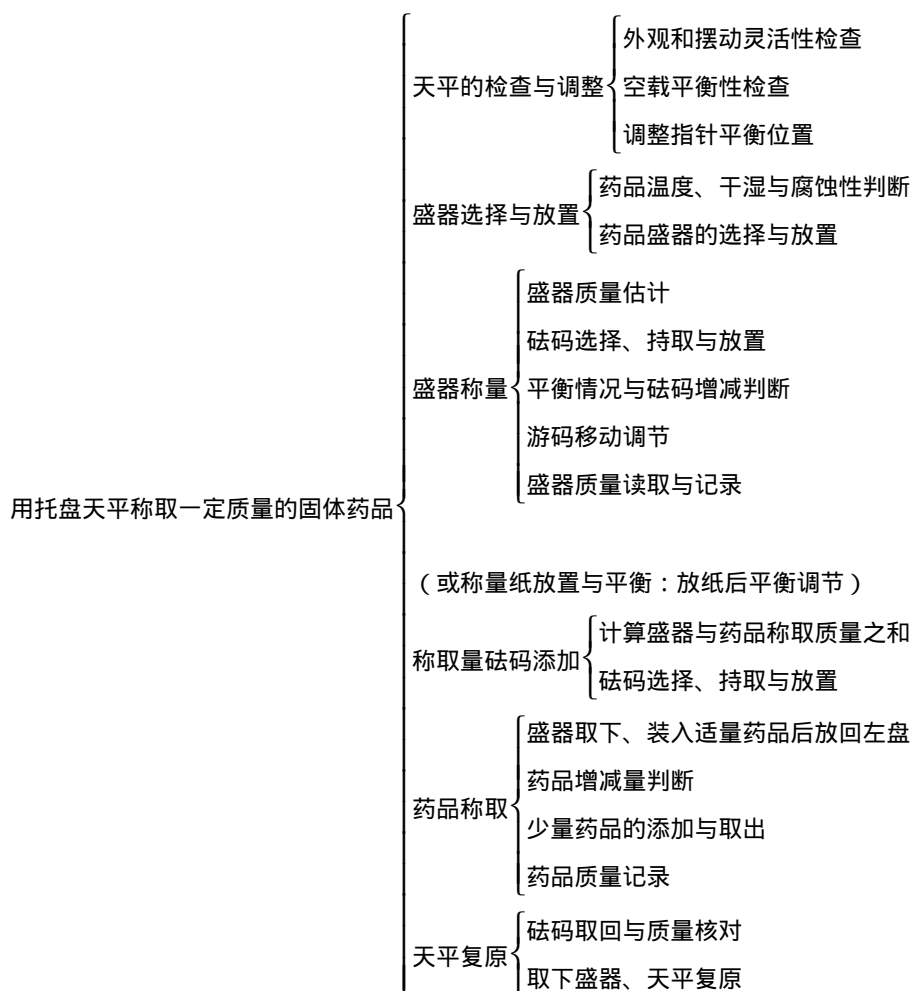 外观和摆动灵活性检查
天平的检查与调整
空载平衡性检查
调整指针平衡位置
药品温度、干湿与腐蚀性判断
盛器选择与放置
药品盛器的选择与放置
盛器质量估计
砝码选择、持取与放置
盛器称量
平衡情况与砝码增减判断
游码移动调节
盛器质量读取与记录
用托盘天平称取一定质量的固体药品
(或称量纸放置与平衡:放纸后平衡调节)
计算盛器与药品称取质量之和
称取量砝码添加
砝码选择、持取与放置
盛器取下、装入适量药品后放回左盘
药品增减量判断
药品称取
少量药品的添加与取出
药品质量记录
砝码取回与质量核对
天平复原
取下盛器、天平复原